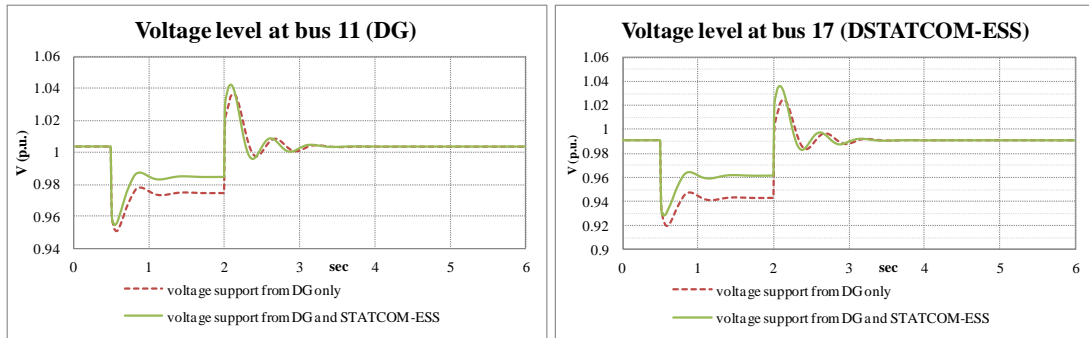 Voltage level at bus 11 (DG)
1.06
1.04
1.02
1
0.98
0.96
0.94
V (p.u.)
0 1 2 3 sec 4 5 6
voltage support from DG only
voltage support from DG and STATCOM-ESS
Voltage level at bus 17 (DSTATCOM-ESS)
1.06
1.04
1.02
1
0.98
0.96
0.94
0.92
0.9
V (p.u.)
0 1 2 3 sec 4 5 6
voltage support from DG only
voltage support from DG and STATCOM-ESS